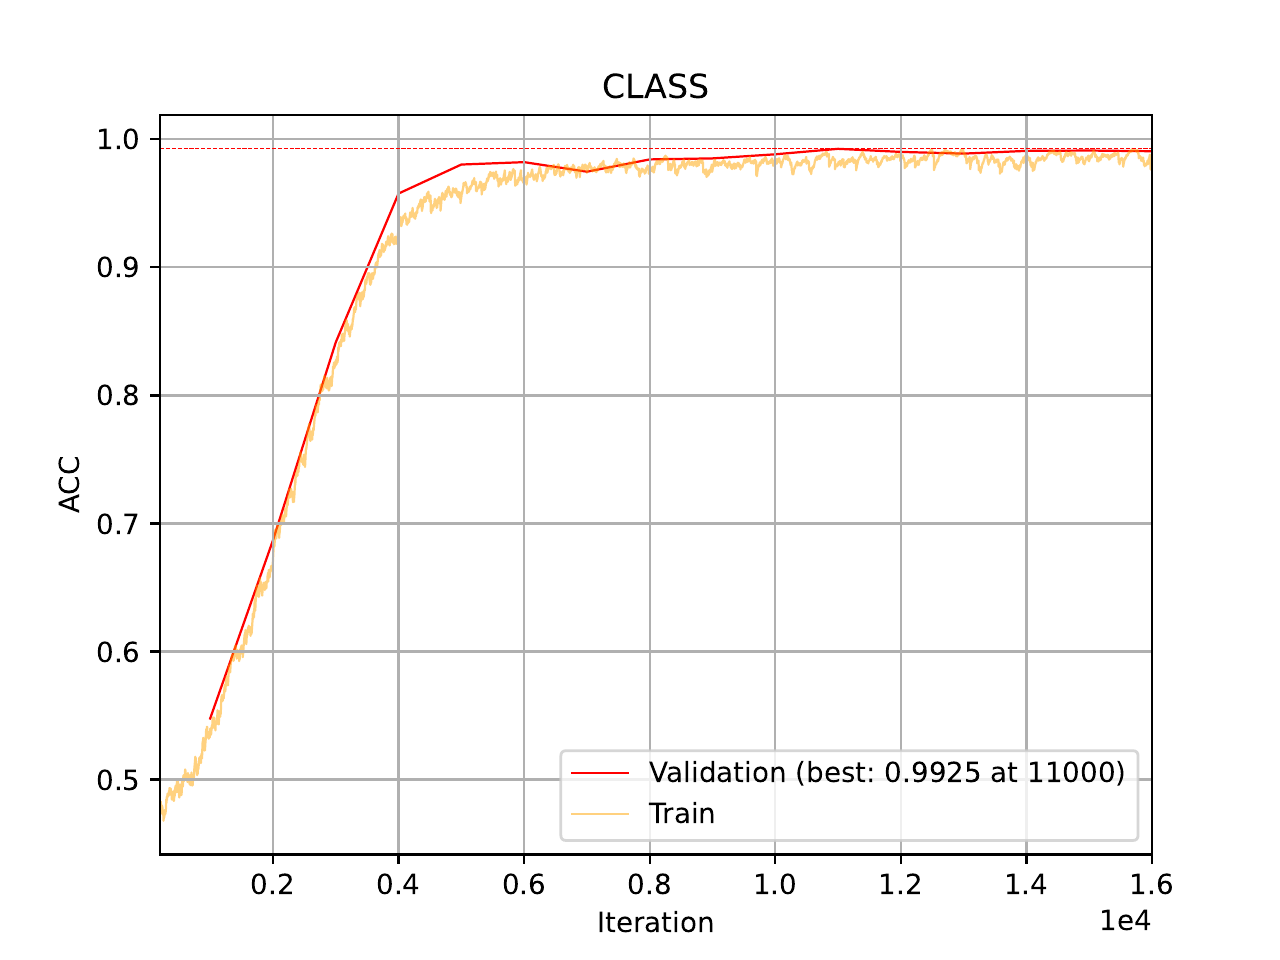 CLASS
1.0
0.9
0.8
0.7
0.6
0.5
ACC
Validation (best: 0.9925 at 11000)
Train
0.2 0.4 0.6 0.8 1.0 1.2 1.4 1.6
1e4
Iteration